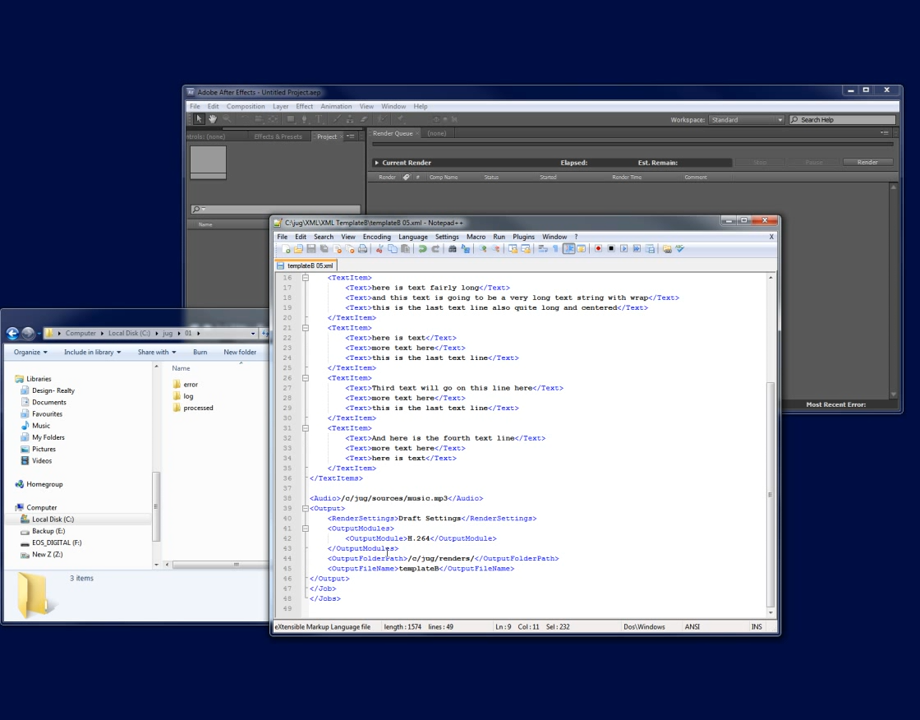 Adobe After Effects - Untitled Project.aep
File Edit Composition Layer Effect Animation View Window Help
Workspace: Standard Search Help
Effects & Presets Project Render Queue (none)
Current Render Elapsed: Est. Remain: Render
Render # Comp Name Status Started Render Time Comment
Name
Most Recent Error:
Computer Local Disk (C:) jug 01
Organize Include in library Share with Burn New folder
Libraries
Design- Realty
Documents
Favourites
Music
My Folders
Pictures
Videos
Homegroup
Computer
Local Disk (C:)
Backup (E:)
EOS_DIGITAL (F:)
New Z (Z:)
Name
error
log
processed
3 items
C:\jug\XML\XML TemplateB\templateB 05.xml - Notepad++
File Edit Search View Encoding Language Settings Macro Run Plugins Window ? X
templateB 05.xml
16 <TextItem>
17 <Text>here is text fairly long</Text>
18 <Text>and this text is going to be a very long text string with wrap</Text>
19 <Text>this is the last text line also quite long and centered</Text>
20 </TextItem>
21 <TextItem>
22 <Text>here is text</Text>
23 <Text>more text here</Text>
24 <Text>this is the last text line</Text>
25 </TextItem>
26 <TextItem>
27 <Text>Third text will go on this line here</Text>
28 <Text>more text here</Text>
29 <Text>this is the last text line</Text>
30 </TextItem>
31 <TextItem>
32 <Text>And here is the fourth text line</Text>
33 <Text>more text here</Text>
34 <Text>here is text</Text>
35 </TextItem>
36 </TextItems>
37
38 <Audio>/c/jug/sources/music.mp3</Audio>
39 <Output>
40 <RenderSettings>Draft Settings</RenderSettings>
41 <OutputModules>
42 <OutputModule>H.264</OutputModule>
43 </OutputModules>
44 <OutputFolderPath>/c/jug/renders/</OutputFolderPath>
45 <OutputFileName>templateB</OutputFileName>
46 </Output>
47 </Job>
48 </Jobs>
49
eXtensible Markup Language file length : 1574 lines : 49 Ln : 9 Col : 11 Sel : 232 Dos\Windows ANSI INS